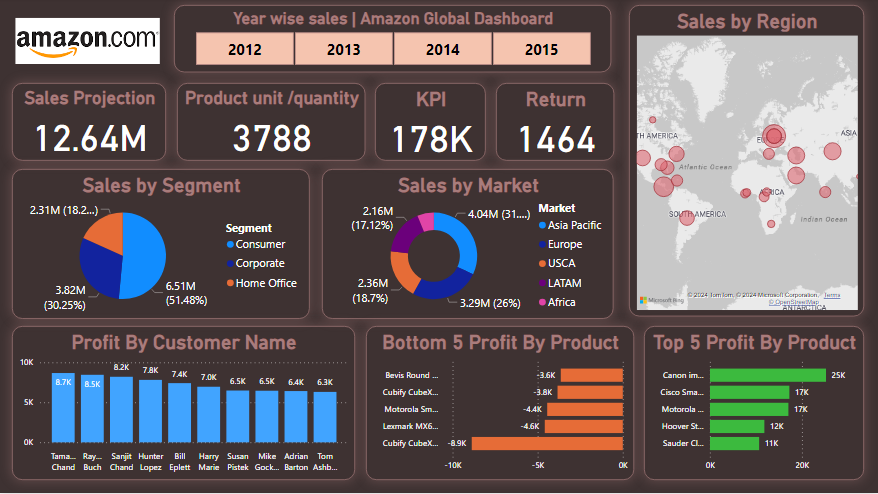 amazon.com
Year wise sales | Amazon Global Dashboard
2012
2013
2014
2015
Sales by Region
TH AMERICA
EU
ASIA
Atlantic Ocean
AFRICA
SOUTH AMERICA
Indian Ocean
Microsoft Bing
© 2024 TomTom, © 2024 Microsoft Corporation, Terms
© OpenStreetMap
ANTARCTICA
Sales Projection
12.64M
Product unit /quantity
3788
KPI
178K
Return
1464
Sales by Segment
2.31M (18.2...)
3.82M
(30.25%)
6.51M
(51.48%)
Segment
Consumer
Corporate
Home Office
Sales by Market
2.16M
(17.12%)
4.04M (31....)
2.36M
(18.7%)
3.29M (26%)
Market
Asia Pacific
Europe
USCA
LATAM
Africa
Profit By Customer Name
10K
5K
0K
8.7K
8.5K
8.2K
7.8K
7.4K
7.0K
6.5K
6.5K
6.4K
6.3K
Tama...
Chand
Ray...
Buch
Sanjit
Chand
Hunter
Lopez
Bill
Eplett
Harry
Marie
Susan
Pistek
Mike
Gock...
Adrian
Barton
Tom
Ashb...
Bottom 5 Profit By Product
Bevis Round ...
-3.6K
Cubify CubeX...
-3.8K
Motorola Sm...
-4.4K
Lexmark MX6...
-4.6K
Cubify CubeX...
-8.9K
-10K
-5K
0K
Top 5 Profit By Product
Canon im...
25K
Cisco Sma...
17K
Motorola ...
17K
Hoover St...
12K
Sauder Cl...
11K
0K
20K